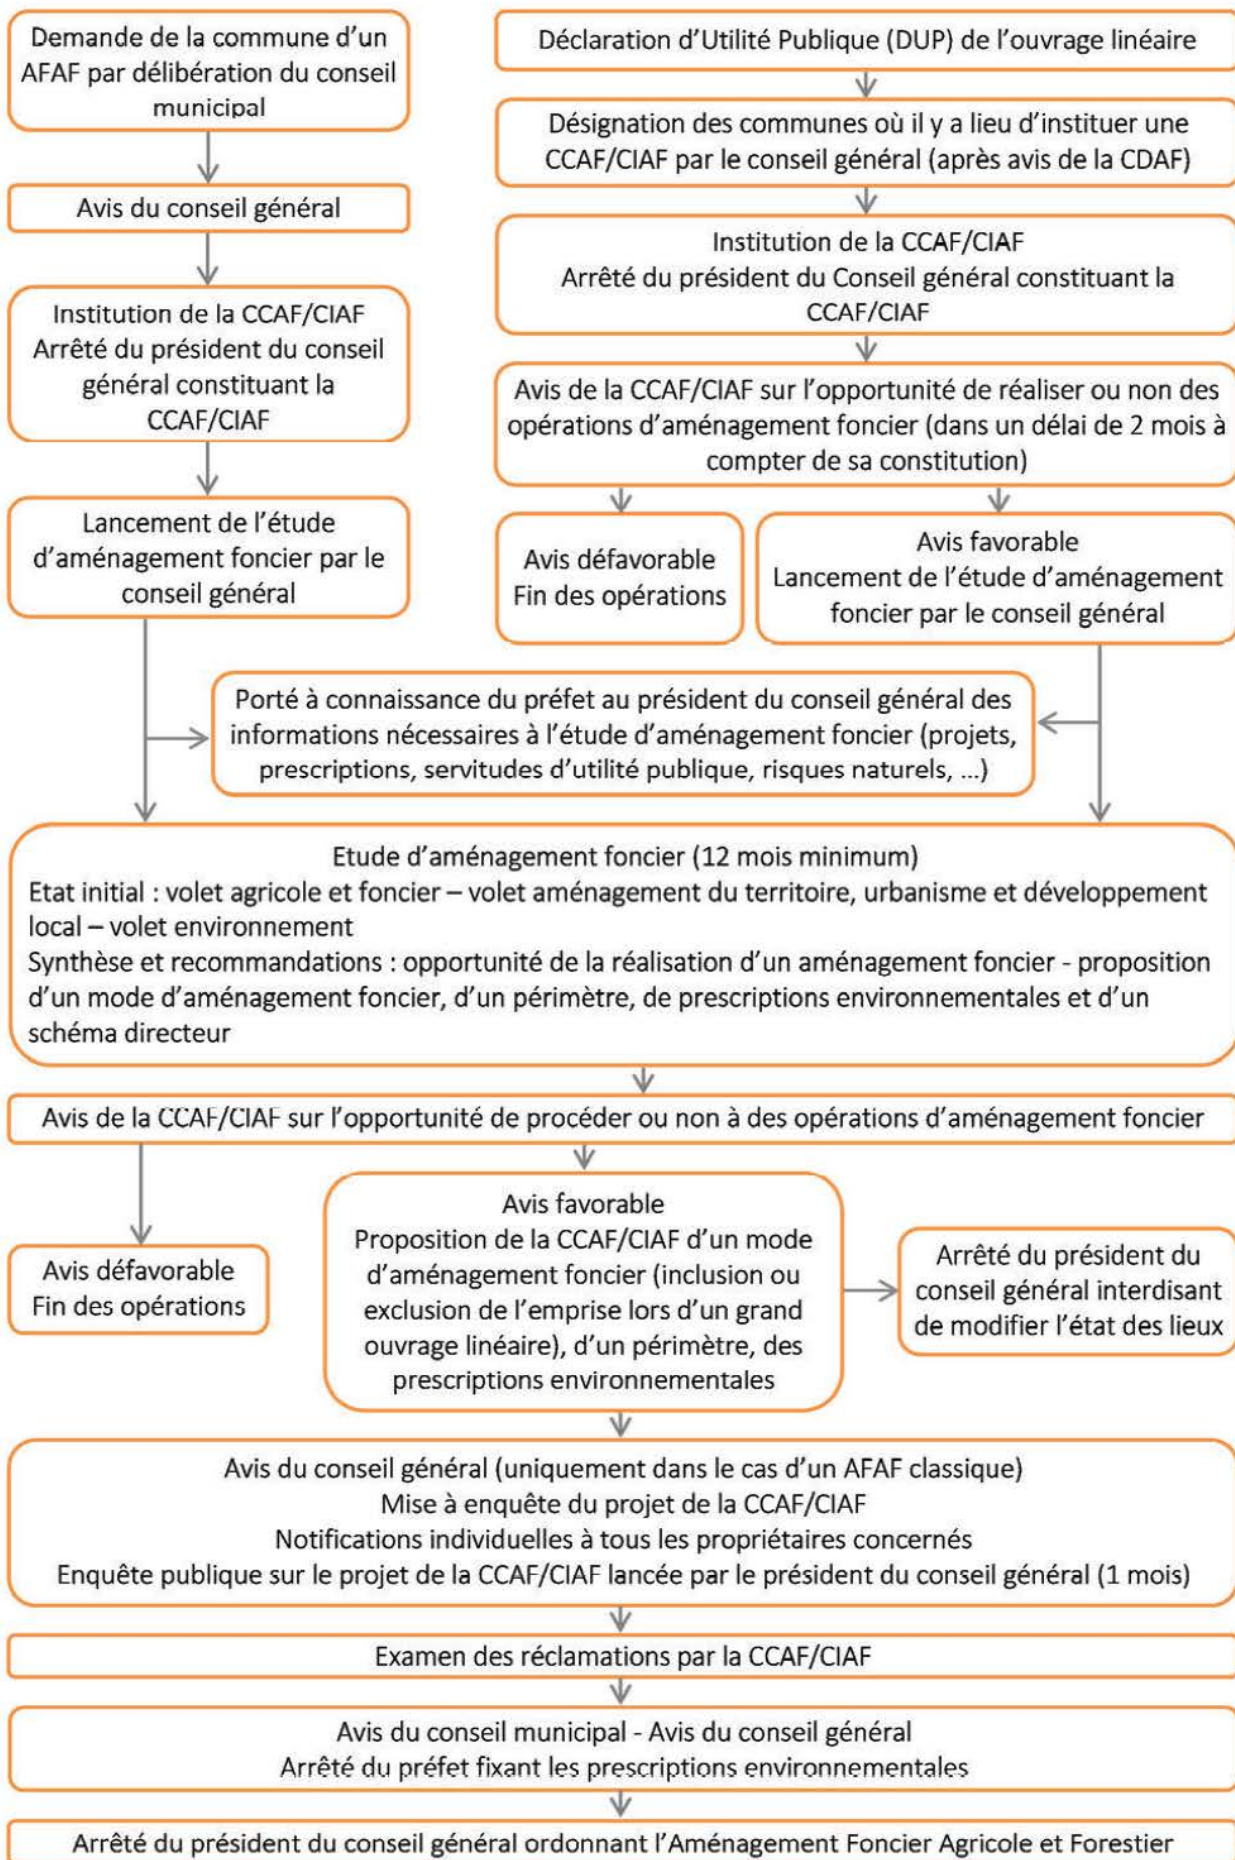 Demande de la commune d'un
AFAF par délibération du conseil
municipal
Avis du conseil général
Institution de la CCAF/CIAF
Arrêté du président du conseil
général constituant la
CCAF/CIAF
Lancement de l'étude
d'aménagement foncier par le
conseil général
Déclaration d'Utilité Publique (DUP) de l'ouvrage linéaire
Désignation des communes où il y a lieu d'instituer une
CCAF/CIAF par le conseil général (après avis de la CDAF)
Institution de la CCAF/CIAF
Arrêté du président du Conseil général constituant la
CCAF/CIAF
Avis de la CCAF/CIAF sur l'opportunité de réaliser ou non des
opérations d'aménagement foncier (dans un délai de 2 mois à
compter de sa constitution)
Avis défavorable
Fin des opérations
Avis favorable
Lancement de l'étude d'aménagement
foncier par le conseil général
Porté à connaissance du préfet au président du conseil général des
informations nécessaires à l'étude d'aménagement foncier (projets,
prescriptions, servitudes d'utilité publique, risques naturels, ...)
Etude d'aménagement foncier (12 mois minimum)
Etat initial : volet agricole et foncier – volet aménagement du territoire, urbanisme et développement
local – volet environnement
Synthèse et recommandations : opportunité de la réalisation d'un aménagement foncier - proposition
d'un mode d'aménagement foncier, d'un périmètre, de prescriptions environnementales et d'un
schéma directeur
Avis de la CCAF/CIAF sur l'opportunité de procéder ou non à des opérations d'aménagement foncier
Avis défavorable
Fin des opérations
Avis favorable
Proposition de la CCAF/CIAF d'un mode
d'aménagement foncier (inclusion ou
exclusion de l'emprise lors d'un grand
ouvrage linéaire), d'un périmètre, des
prescriptions environnementales
Arrêté du président du
conseil général interdisant
de modifier l'état des lieux
Avis du conseil général (uniquement dans le cas d'un AFAF classique)
Mise à enquête du projet de la CCAF/CIAF
Notifications individuelles à tous les propriétaires concernés
Enquête publique sur le projet de la CCAF/CIAF lancée par le président du conseil général (1 mois)
Examen des réclamations par la CCAF/CIAF
Avis du conseil municipal - Avis du conseil général
Arrêté du préfet fixant les prescriptions environnementales
Arrêté du président du conseil général ordonnant l'Aménagement Foncier Agricole et Forestier